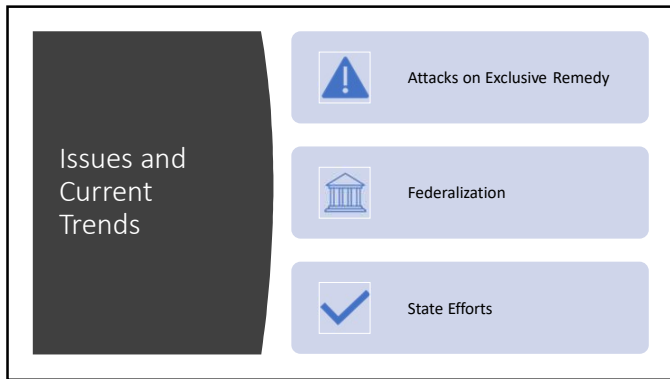 Issues and
Current
Trends
Attacks on Exclusive Remedy
Federalization
State Efforts